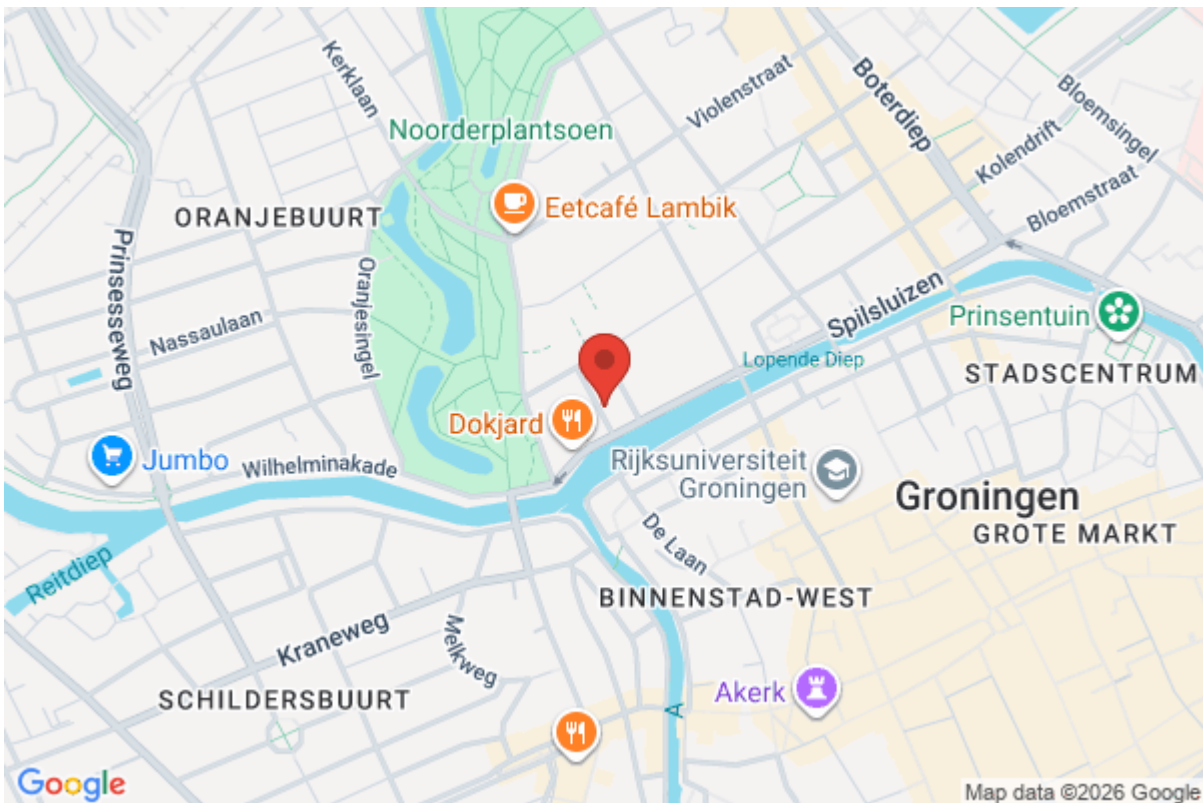 Kerklaan
Violenstraat
Boterdiep
Bloemsingel
Noorderplantsoen
Kolendrift
Bloemstraat
Eetcafé Lambik
ORANJEBUURT
Prinsesseweg
Oranjesingel
Nassaulaan
Spilsluizen
Prinsentuin
Lopende Diep
STADSCENTRUM
Dokjard
Jumbo
Wilhelminakade
Rijksuniversiteit
Groningen
Groningen
GROTE MARKT
De Laan
Reitdiep
BINNENSTAD-WEST
Kraneweg
Melkweg
SCHILDERSBUURT
Akerk
A
Google
Map data ©2026 Google